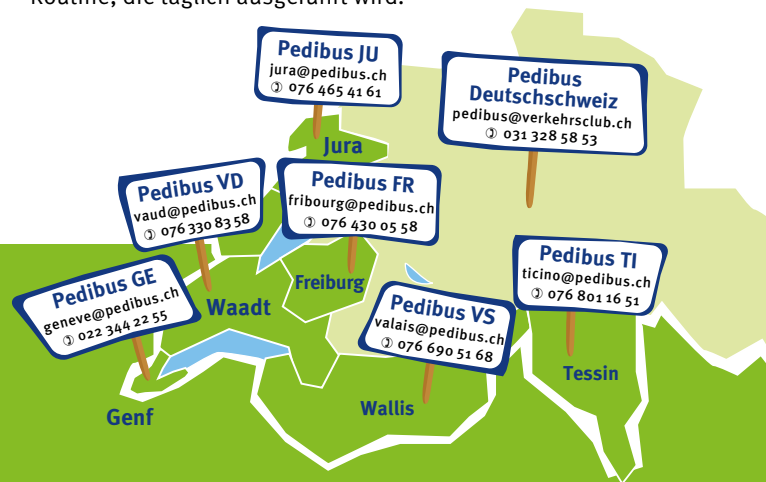 Routine, die täglich ausgeführt wird.
Pedibus JU
jura@pedibus.ch
✆ 076 465 41 61
Pedibus
Deutschschweiz
pedibus@verkehrsclub.ch
✆ 031 328 58 53
Jura
Pedibus VD
vaud@pedibus.ch
✆ 076 330 83 58
Pedibus FR
fribourg@pedibus.ch
✆ 076 430 05 58
Pedibus GE
geneve@pedibus.ch
✆ 022 344 22 55
Waadt
Freiburg
Pedibus VS
valais@pedibus.ch
✆ 076 690 51 68
Pedibus TI
ticino@pedibus.ch
✆ 076 801 16 51
Genf
Wallis
Tessin